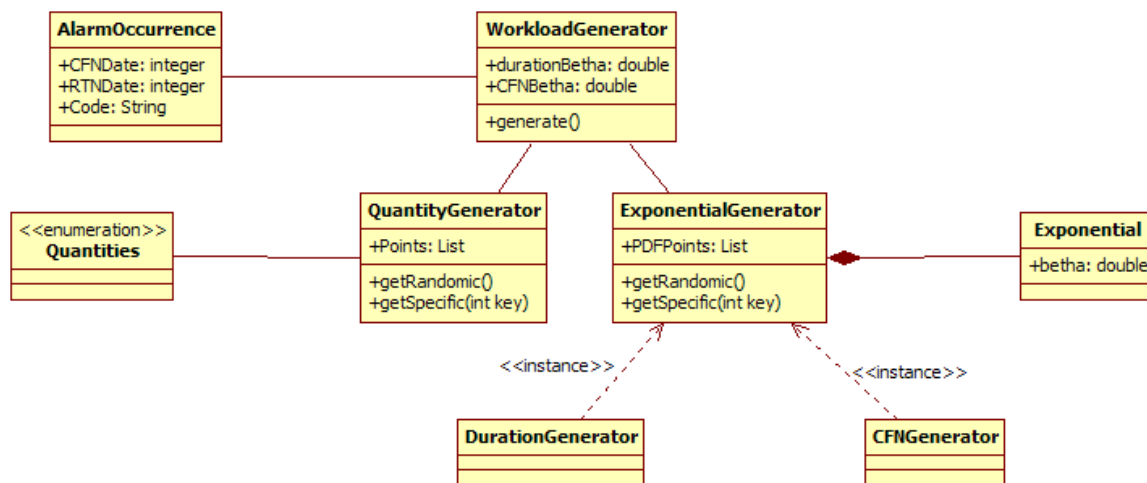 AlarmOccurrence
+CFNDate: integer
+RTNDate: integer
+Code: String
WorkloadGenerator
+durationBetha: double
+CFNBetha: double
+generate()
<<enumeration>>
Quantities
QuantityGenerator
+Points: List
+getRandomic()
+getSpecific(int key)
ExponentialGenerator
+PDFPoints: List
+getRandomic()
+getSpecific(int key)
Exponential
+betha: double
<<instance>>
<<instance>>
DurationGenerator
CFNGenerator